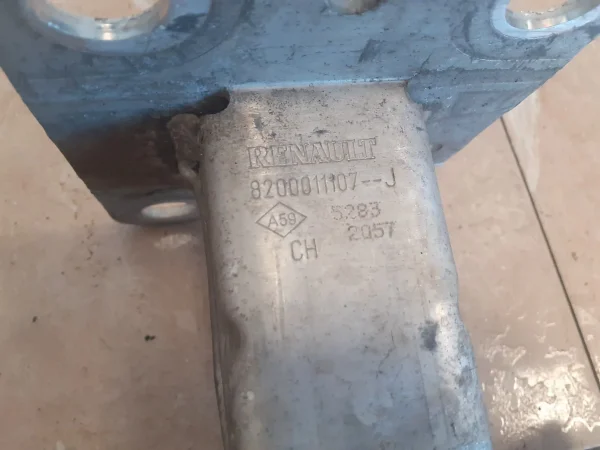 RENAULT
8200011107--J
A59 5283
CH 2057